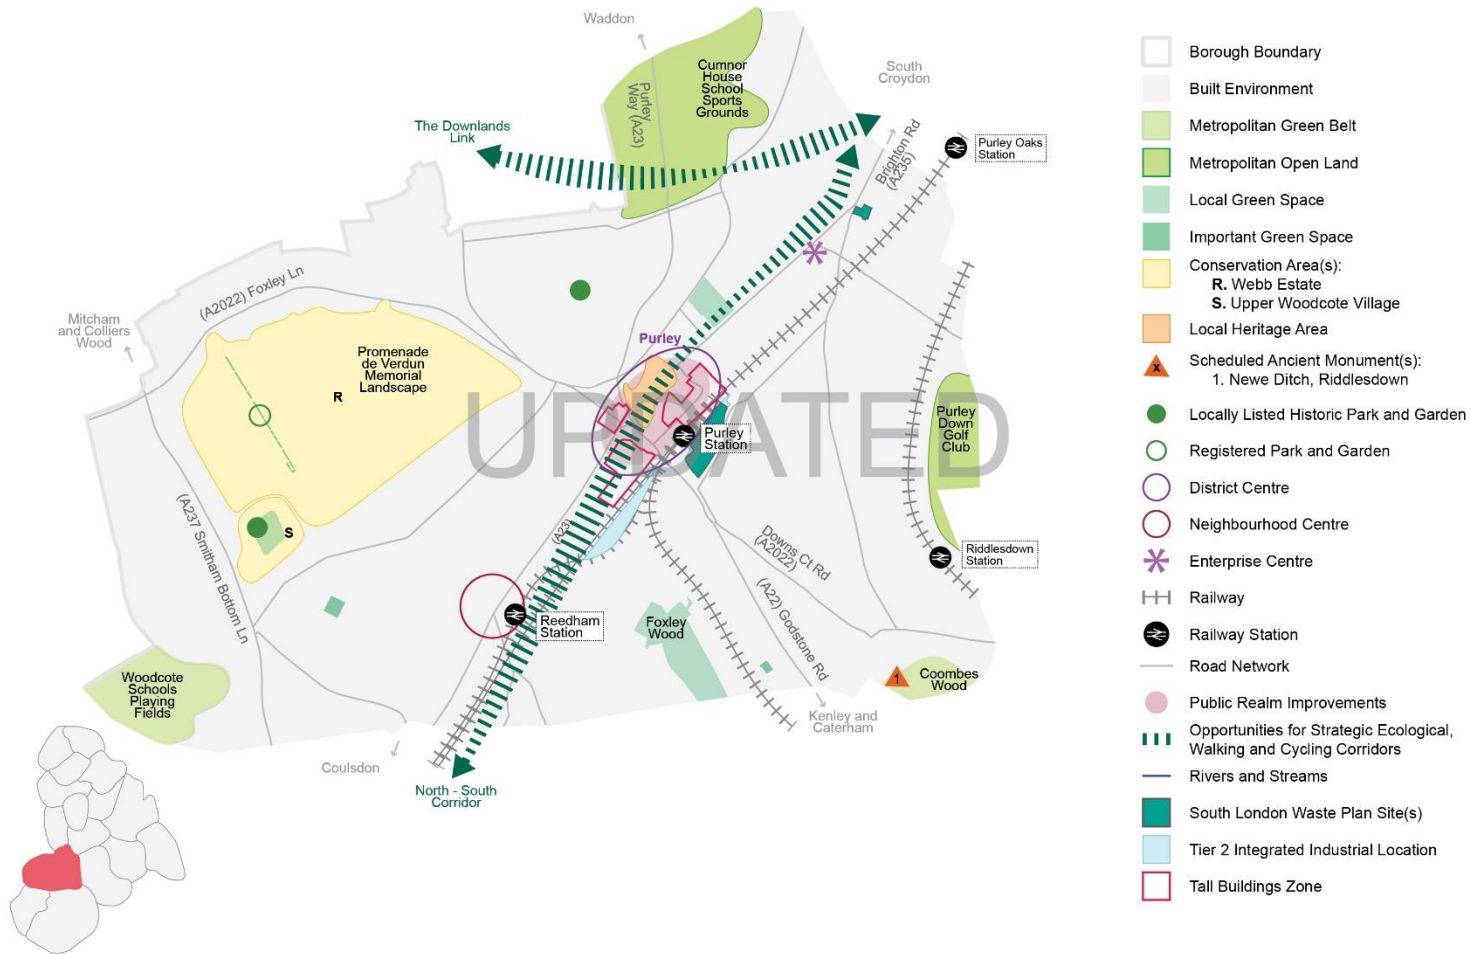 Waddon
Cumnor
House
School
Sports
Grounds
Purley
Way (A23)
South
Croydon
The Downlands
Link
Brighton Rd
(A235)
Purley Oaks
Station
(A2022) Foxley Ln
Mitcham
and Colliers
Wood
Promenade
de Verdun
Memorial
Landscape
R
Purley
UPDATED
Purley
Station
Purley
Down
Golf
Club
S
(A237 Smitham Bottom Ln
(A23)
Downs Ct Rd
(A2022)
Riddlesdown
Station
(A22) Godstone Rd
Reedham
Station
Foxley
Wood
Woodcote
Schools
Playing
Fields
1
Coombes
Wood
Kenley and
Caterham
Coulsdon
North - South
Corridor
Borough Boundary
Built Environment
Metropolitan Green Belt
Metropolitan Open Land
Local Green Space
Important Green Space
Conservation Area(s):
R. Webb Estate
S. Upper Woodcote Village
Local Heritage Area
x
Scheduled Ancient Monument(s):
1. Newe Ditch, Riddlesdown
Locally Listed Historic Park and Garden
Registered Park and Garden
District Centre
Neighbourhood Centre
Enterprise Centre
Railway
Railway Station
Road Network
Public Realm Improvements
Opportunities for Strategic Ecological,
Walking and Cycling Corridors
Rivers and Streams
South London Waste Plan Site(s)
Tier 2 Integrated Industrial Location
Tall Buildings Zone